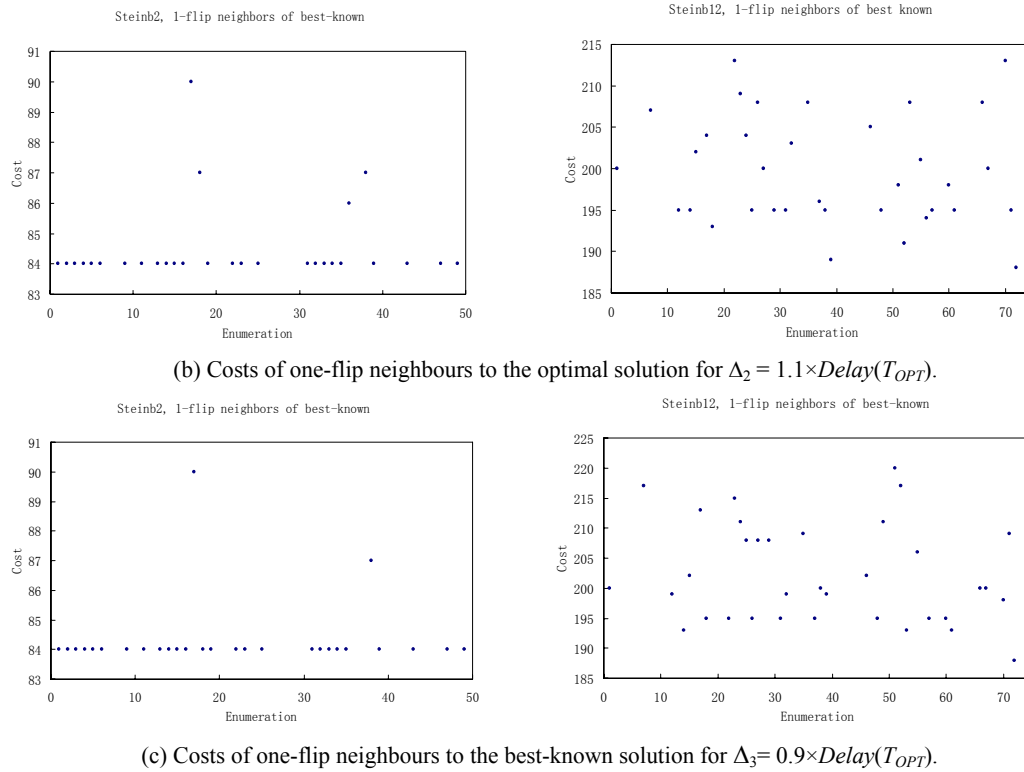 Steinb2, 1-flip neighbors of best-known
Steinb12, 1-flip neighbors of best known
91
90
89
88
87
86
85
84
83
Cost
0 10 20 30 40 50
Enumeration
215
210
205
200
195
190
185
Cost
0 10 20 30 40 50 60 70
Enumeration
(b) Costs of one-flip neighbours to the optimal solution for Δ2 = 1.1×Delay(TOPT).
Steinb2, 1-flip neighbors of best-known
Steinb12, 1-flip neighbors of best-known
91
90
89
88
87
86
85
84
83
Cost
0 10 20 30 40 50
Enumeration
225
220
215
210
205
200
195
190
185
Cost
0 10 20 30 40 50 60 70
Enumeration
(c) Costs of one-flip neighbours to the best-known solution for Δ3= 0.9×Delay(TOPT).